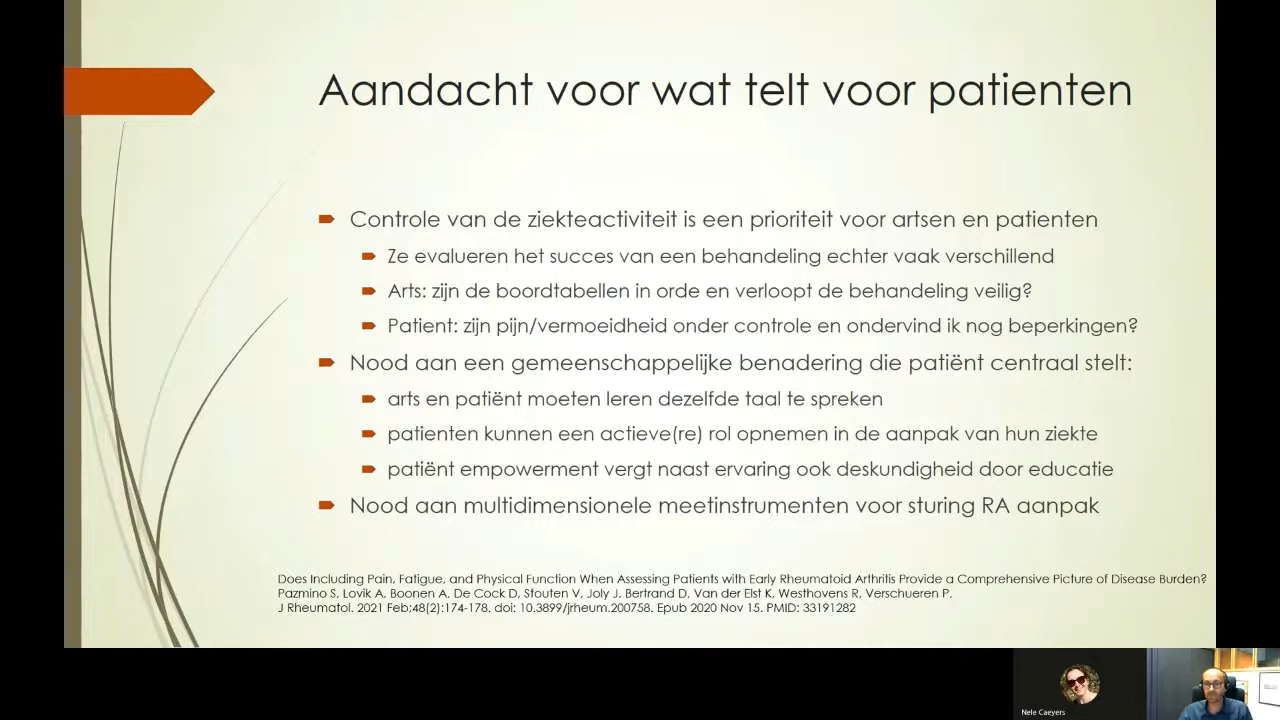 Aandacht voor wat telt voor patienten
Controle van de ziekteactiviteit is een prioriteit voor artsen en patienten
Ze evalueren het succes van een behandeling echter vaak verschillend
Arts: zijn de boordtabellen in orde en verloopt de behandeling veilig?
Patient: zijn pijn/vermoeidheid onder controle en ondervind ik nog beperkingen?
Nood aan een gemeenschappelijke benadering die patiënt centraal stelt:
arts en patiënt moeten leren dezelfde taal te spreken
patienten kunnen een actieve(re) rol opnemen in de aanpak van hun ziekte
patiënt empowerment vergt naast ervaring ook deskundigheid door educatie
Nood aan multidimensionele meetinstrumenten voor sturing RA aanpak
Does Including Pain, Fatigue, and Physical Function When Assessing Patients with Early Rheumatoid Arthritis Provide a Comprehensive Picture of Disease Burden?
Pazmino S, Lovik A, Boonen A, De Cock D, Stouten V, Joly J, Bertrand D, Van der Elst K, Westhovens R, Verschueren P.
J Rheumatol. 2021 Feb;48(2):174-178. doi: 10.3899/jrheum.200758. Epub 2020 Nov 15. PMID: 33191282
Nele Caeyers